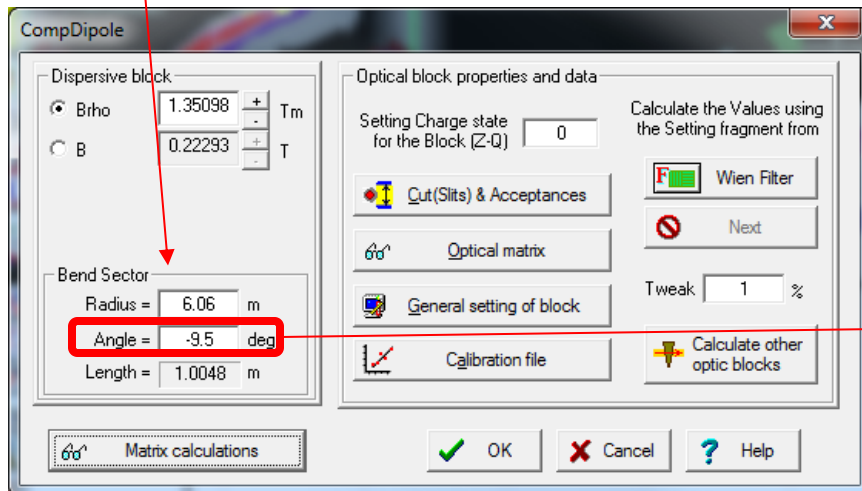 CompDipole
x
Dispersive block
Brho 1.35098 + - Tm
B 0.22293 + - T
Bend Sector
Radius = 6.06 m
Angle = -9.5 deg
Length = 1.0048 m
Matrix calculations
Optical block properties and data
Setting Charge state
for the Block (Z-Q) 0
Cut(Slits) & Acceptances
Optical matrix
General setting of block
Calibration file
Calculate the Values using
the Setting fragment from
F Wien Filter
Next
Tweak 1 %
Calculate other
optic blocks
OK
Cancel
? Help